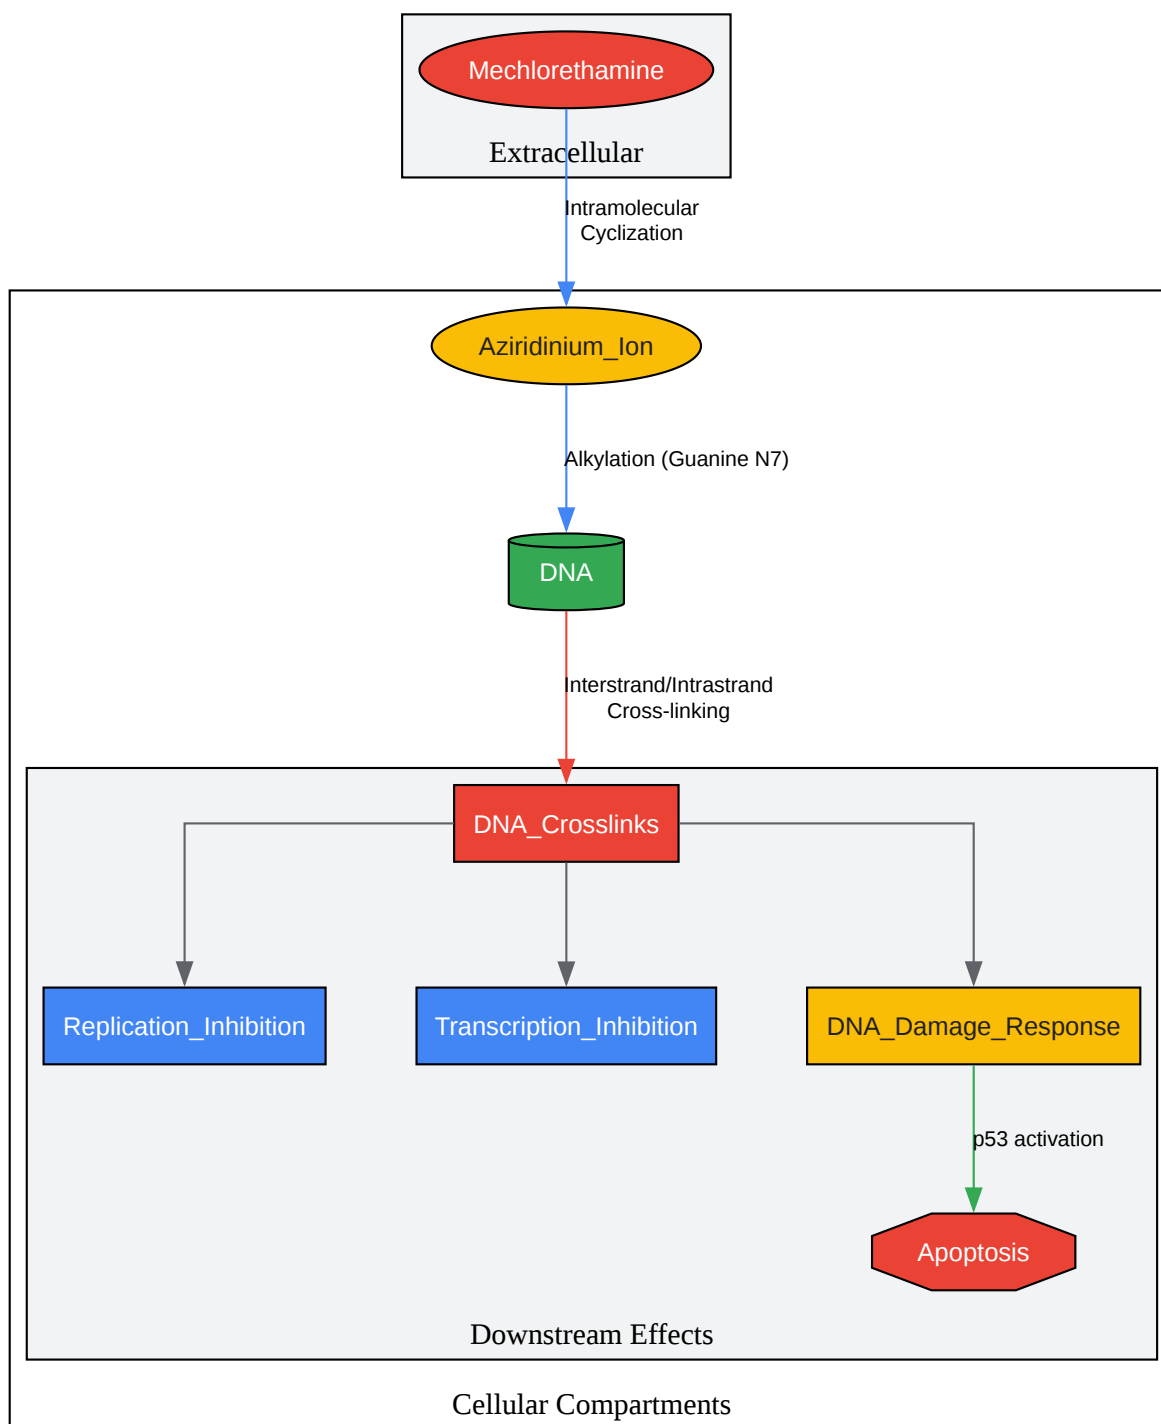 Mechlorethamine
Extracellular
Intramolecular
Cyclization
Aziridinium_Ion
Alkylation (Guanine N7)
DNA
Interstrand/Intrastrand
Cross-linking
DNA_Crosslinks
Replication_Inhibition
Transcription_Inhibition
DNA_Damage_Response
p53 activation
Apoptosis
Downstream Effects
Cellular Compartments